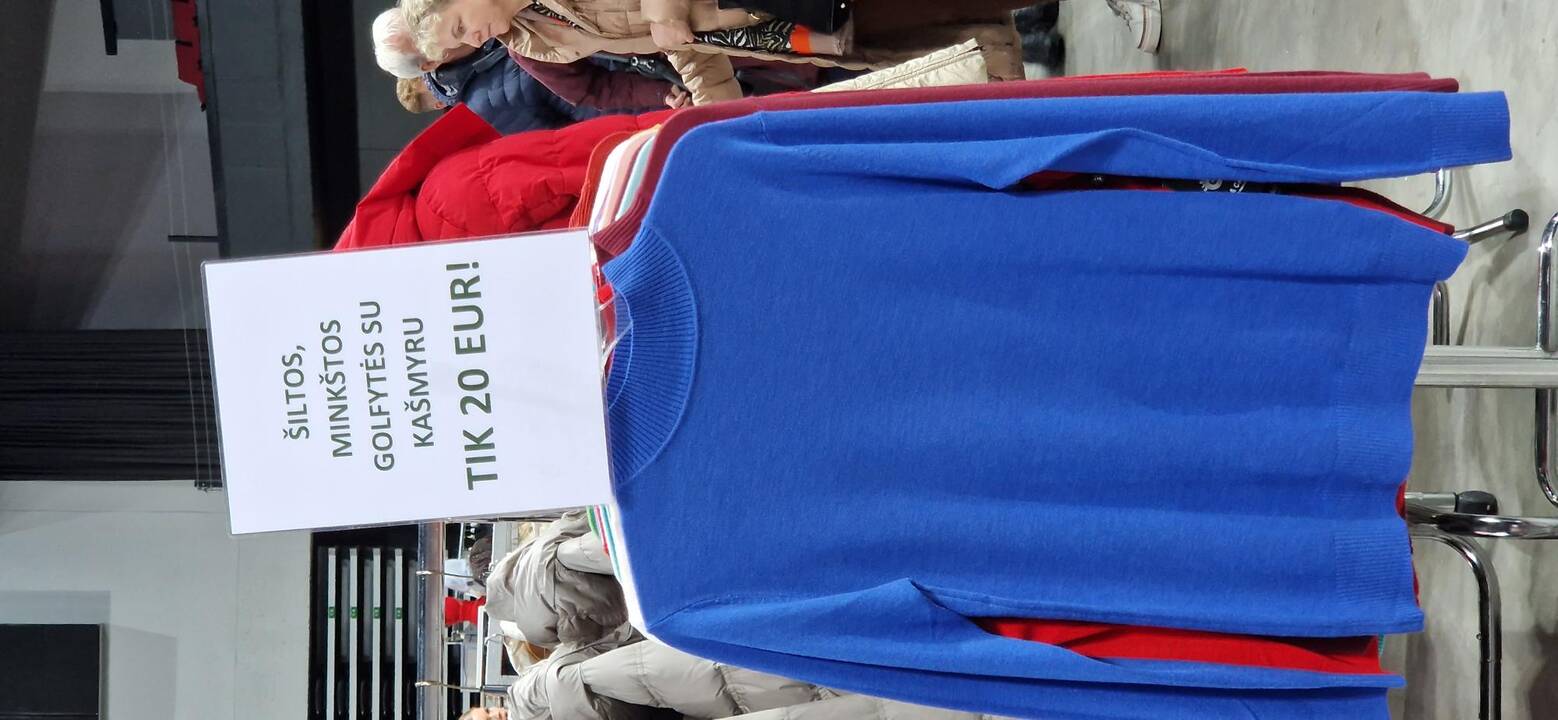 ŠILTOS,
MINKŠTOS
GOLFYTĖS SU
KAŠMYRU
TIK 20 EUR!